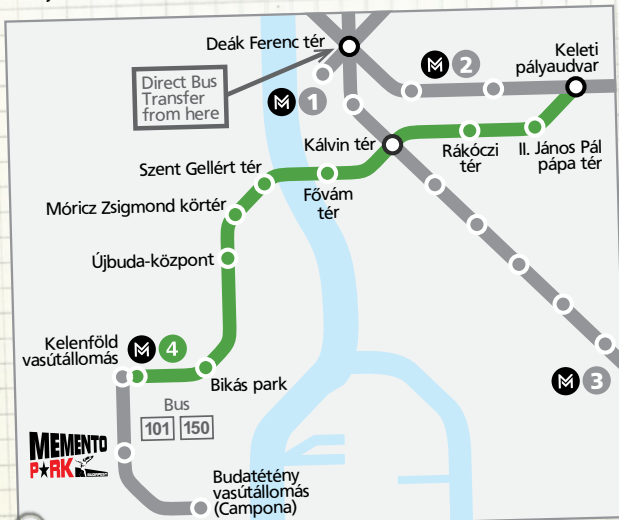 Deák Ferenc tér
M 2
Keleti
pályaudvar
Direct Bus
Transfer
from here
M 1
Kálvin tér
Rákóczi
tér
II. János Pál
pápa tér
Szent Gellért tér
Fővám
tér
Móricz Zsigmond körtér
Újbuda-központ
Kelenföld
vasútállomás
M 4
Bikás park
M 3
Bus
101 150
MEMENTO
PARK
Budatétény
vasútállomás
(Campona)